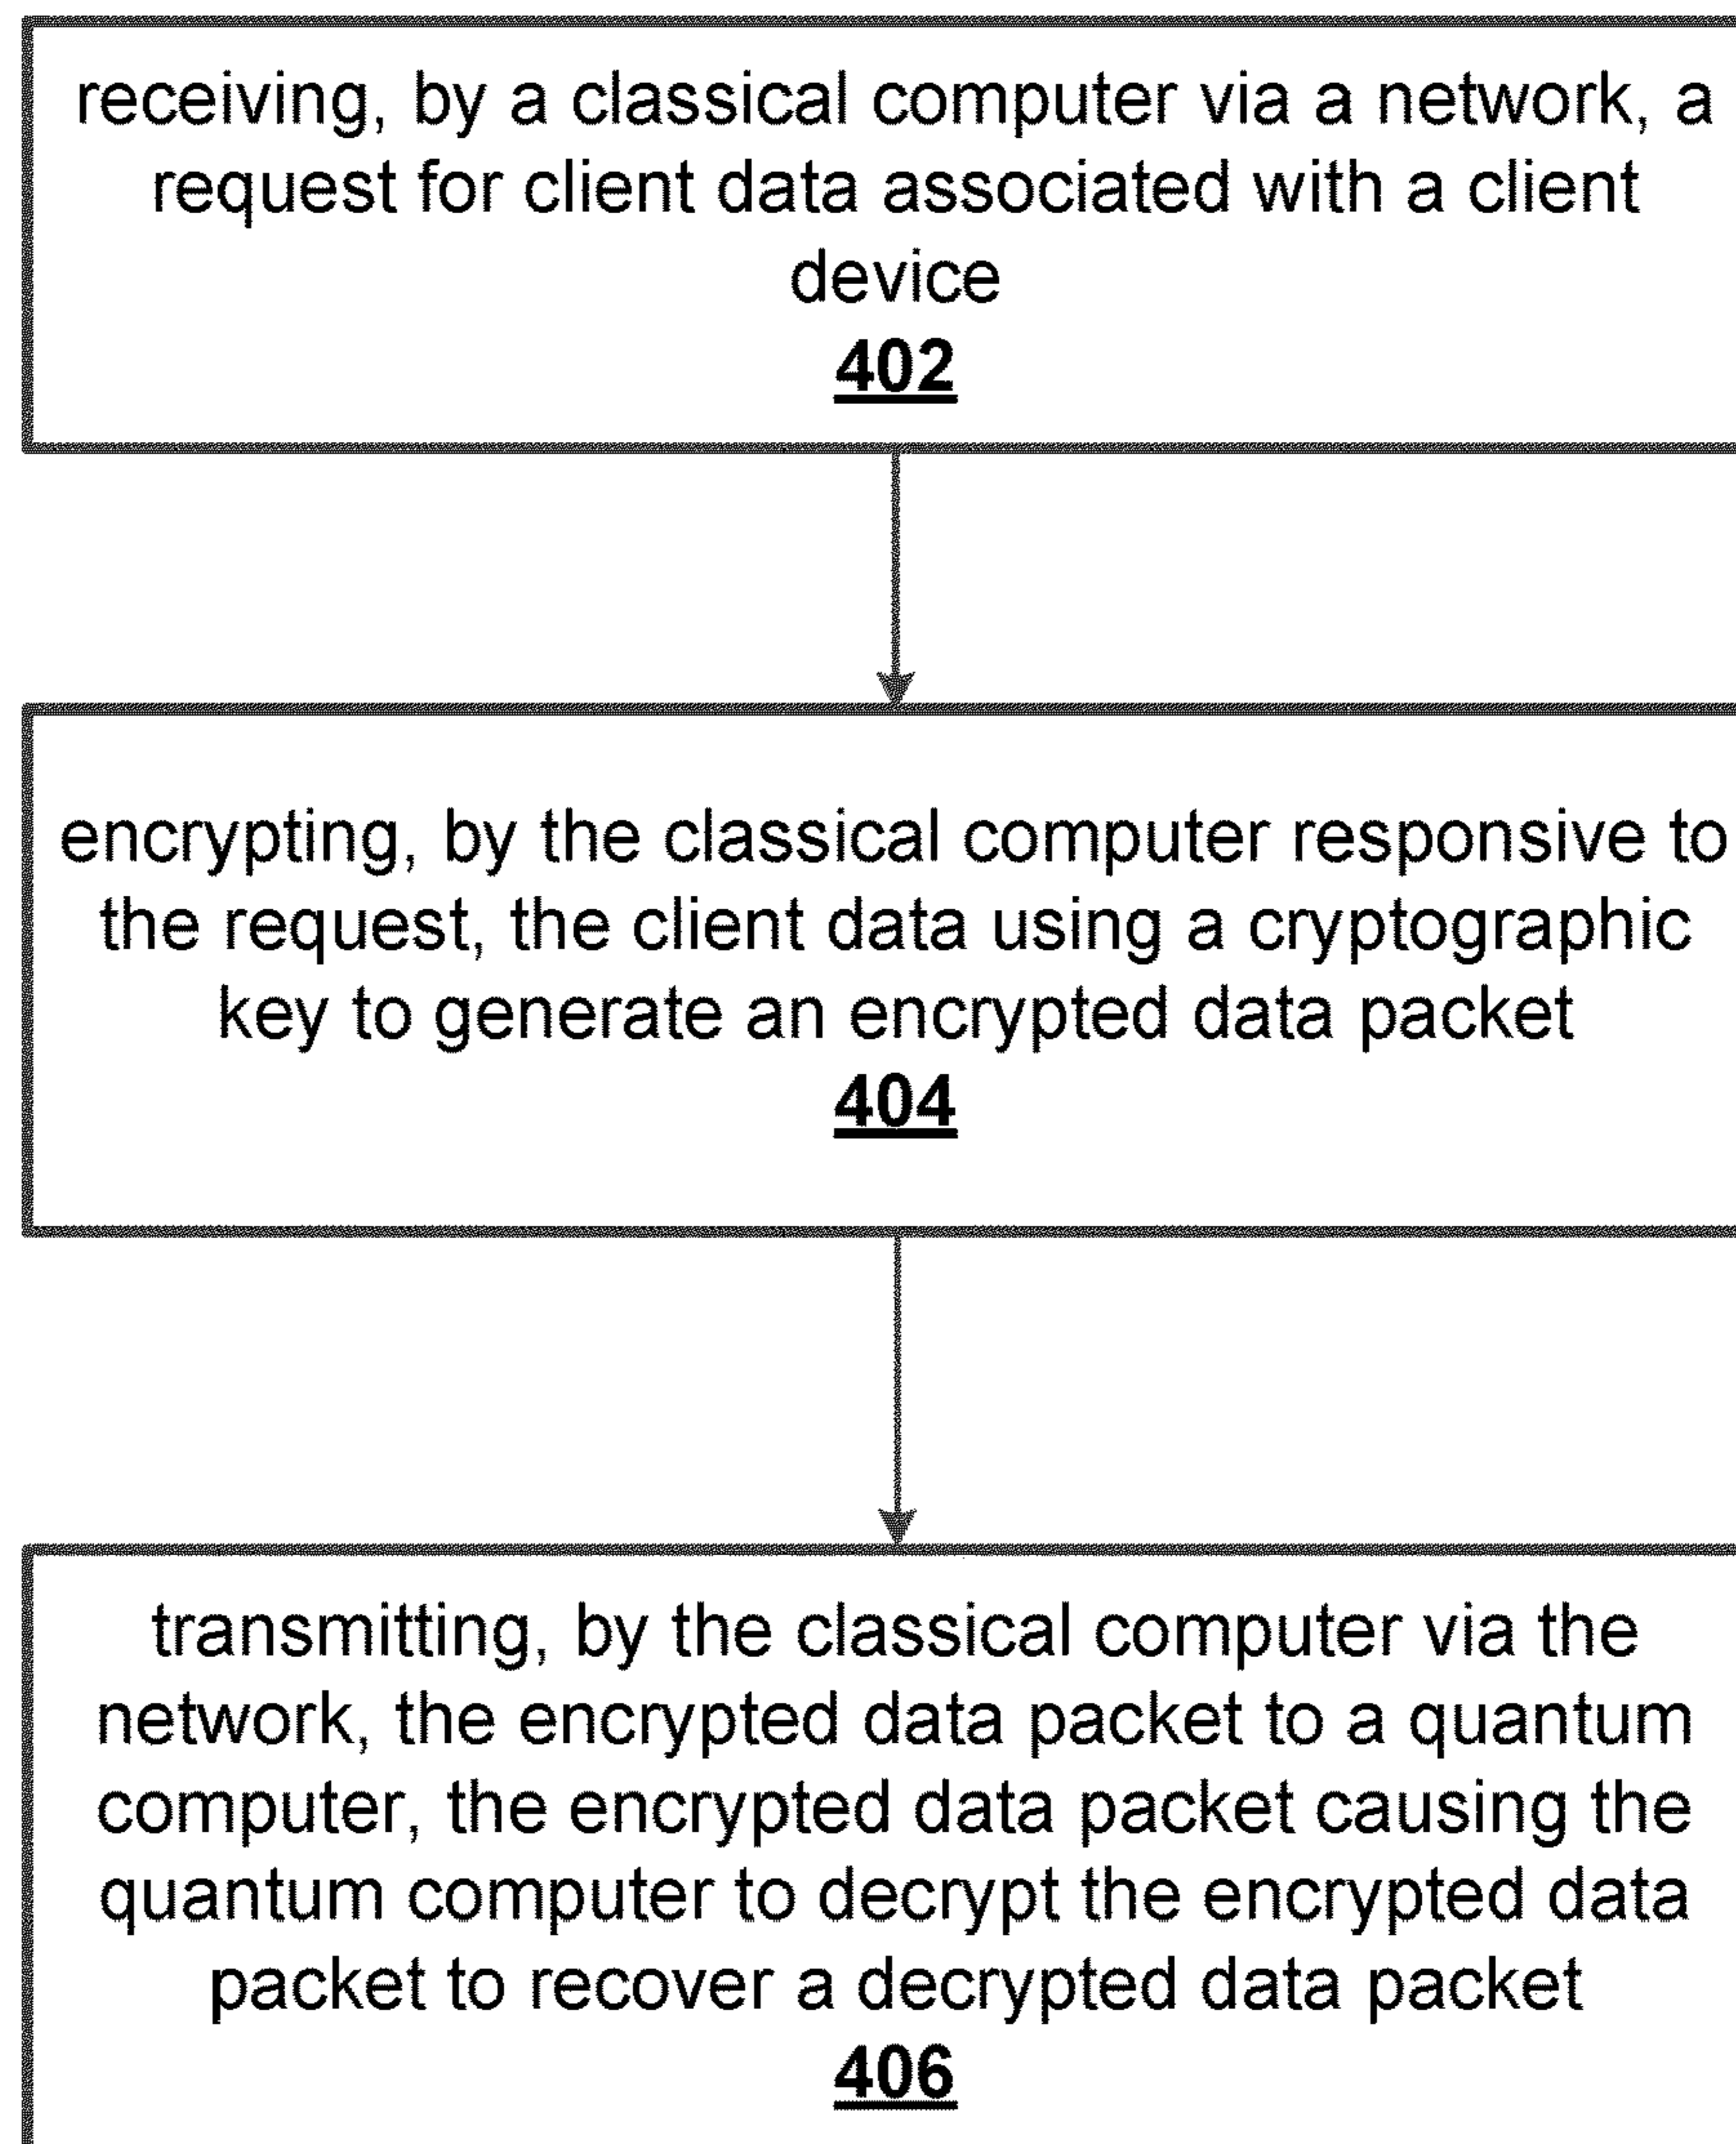 receiving, by a classical computer via a network, a
request for client data associated with a client
device
402
encrypting, by the classical computer responsive to
the request, the client data using a cryptographic
key to generate an encrypted data packet
404
transmitting, by the classical computer via the
network, the encrypted data packet to a quantum
computer, the encrypted data packet causing the
quantum computer to decrypt the encrypted data
packet to recover a decrypted data packet
406